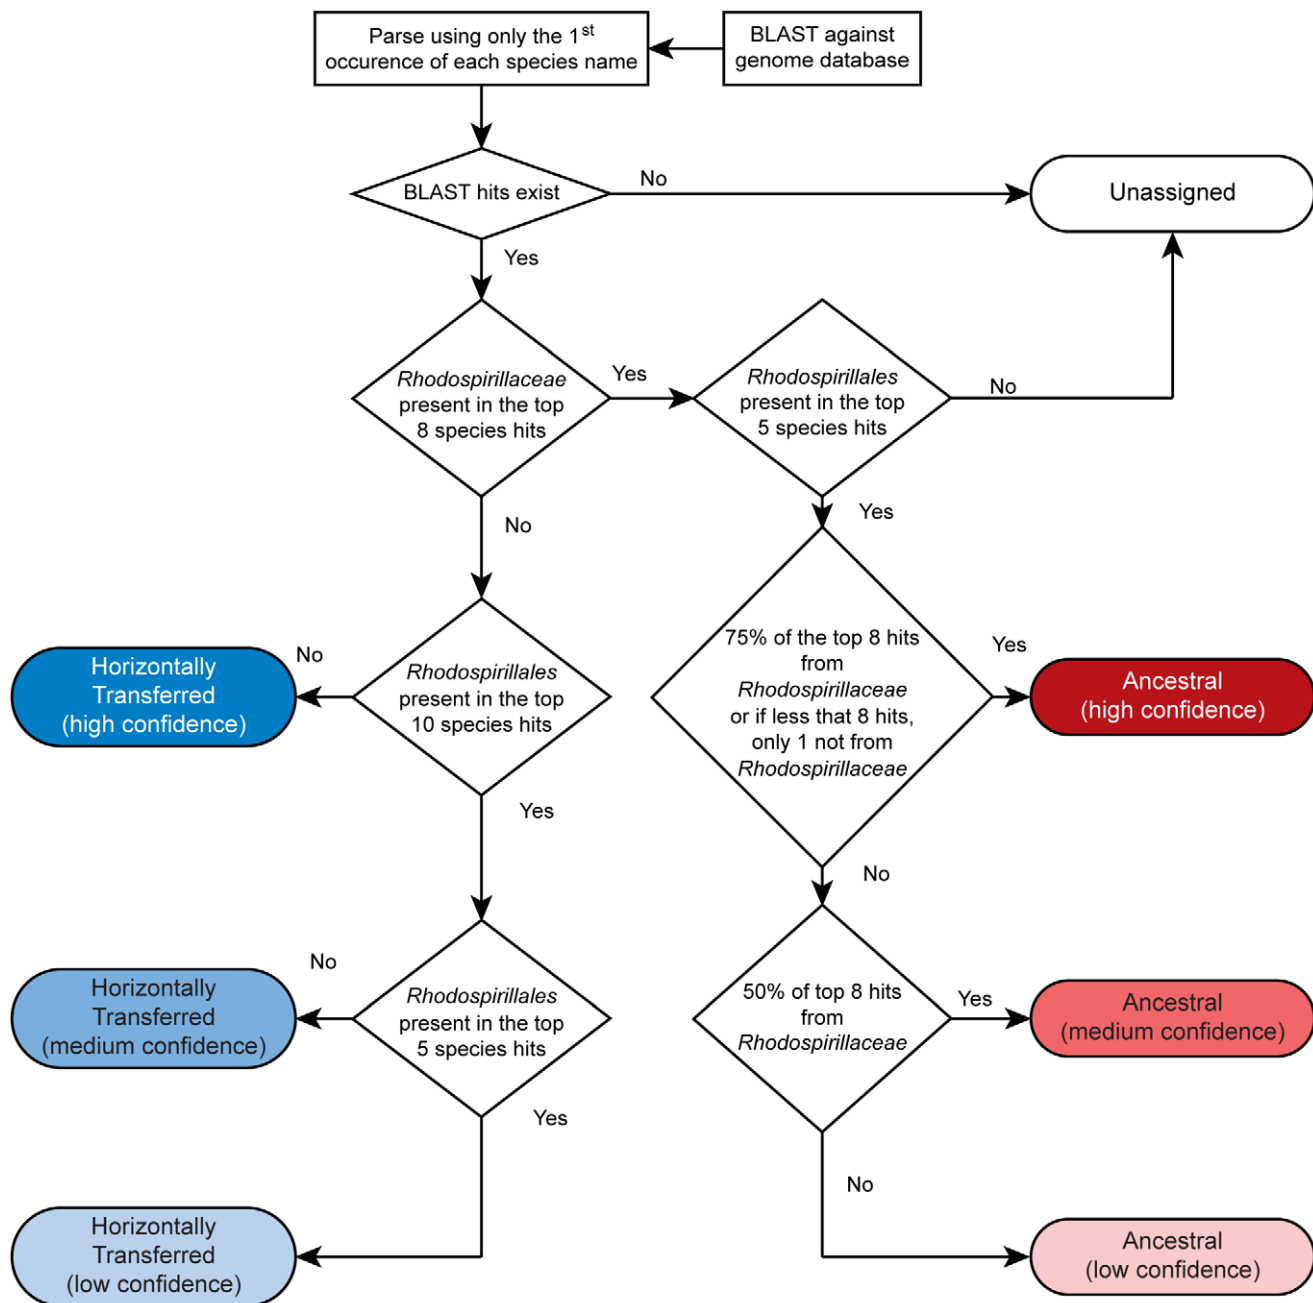 Parse using only the 1st
occurence of each species name
BLAST against
genome database
BLAST hits exist
No
Unassigned
Yes
Rhodospirillaceae
present in the top
8 species hits
Yes
Rhodospirillales
present in the top
5 species hits
No
No
Yes
Rhodospirillales
present in the top
10 species hits
No
Horizontally
Transferred
(high confidence)
Yes
75% of the top 8 hits
from
Rhodospirillaceae
or if less that 8 hits,
only 1 not from
Rhodospirillaceae
Yes
Ancestral
(high confidence)
No
Rhodospirillales
present in the top
5 species hits
No
Horizontally
Transferred
(medium confidence)
Yes
50% of top 8 hits
from
Rhodospirillaceae
Yes
Ancestral
(medium confidence)
No
Horizontally
Transferred
(low confidence)
Ancestral
(low confidence)